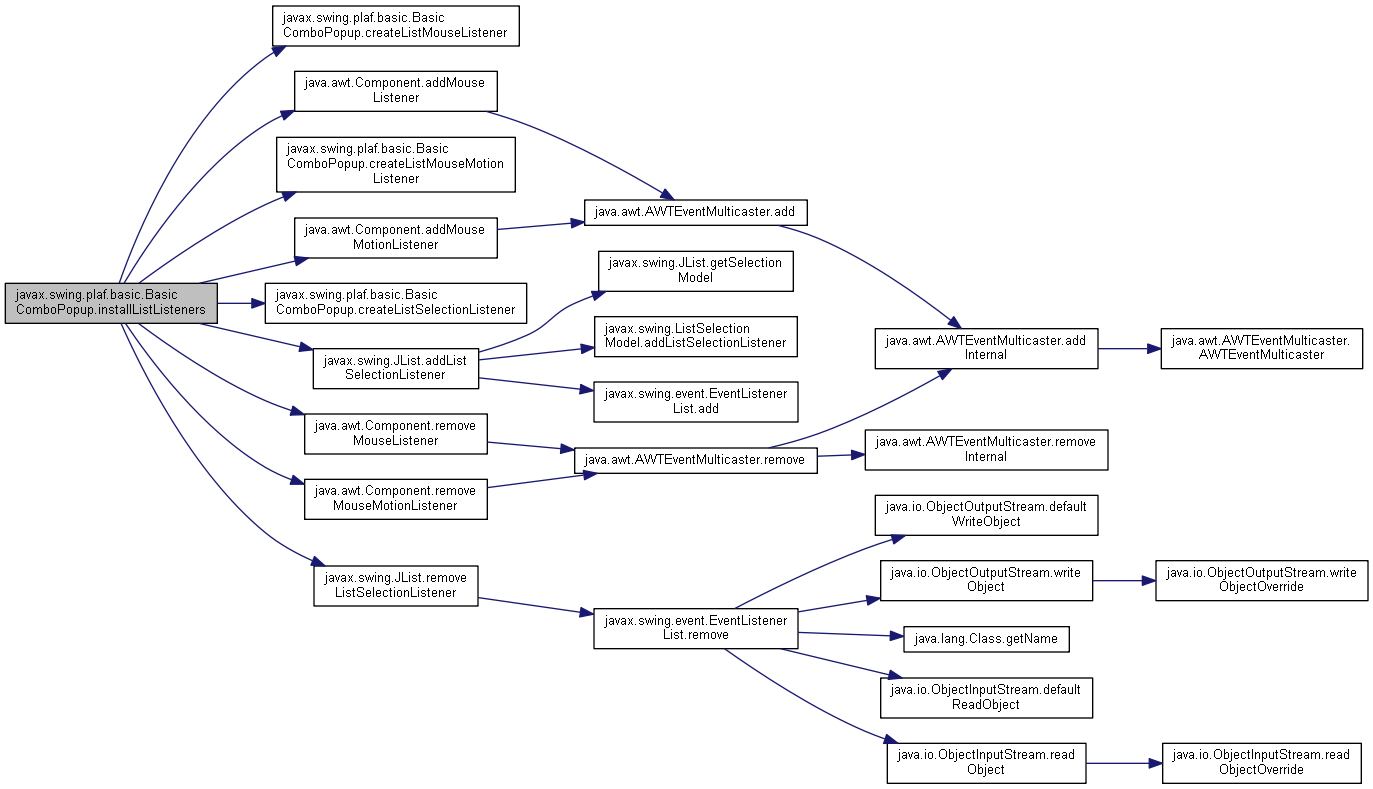 javax.swing.plaf.basic.Basic
ComboPopup.installListListeners
javax.swing.plaf.basic.Basic
ComboPopup.createListMouseListener
java.awt.Component.addMouse
Listener
javax.swing.plaf.basic.Basic
ComboPopup.createListMouseMotion
Listener
java.awt.Component.addMouse
MotionListener
javax.swing.plaf.basic.Basic
ComboPopup.createListSelectionListener
javax.swing.JList.addList
SelectionListener
java.awt.Component.remove
MouseListener
java.awt.Component.remove
MouseMotionListener
javax.swing.JList.remove
ListSelectionListener
java.awt.AWTEventMulticaster.add
javax.swing.JList.getSelection
Model
javax.swing.ListSelection
Model.addListSelectionListener
javax.swing.event.EventListener
List.add
java.awt.AWTEventMulticaster.remove
javax.swing.event.EventListener
List.remove
java.awt.AWTEventMulticaster.add
Internal
java.awt.AWTEventMulticaster.remove
Internal
java.io.ObjectOutputStream.default
WriteObject
java.io.ObjectOutputStream.write
Object
java.lang.Class.getName
java.io.ObjectInputStream.default
ReadObject
java.io.ObjectInputStream.read
Object
java.awt.AWTEventMulticaster.
AWTEventMulticaster
java.io.ObjectOutputStream.write
ObjectOverride
java.io.ObjectInputStream.read
ObjectOverride